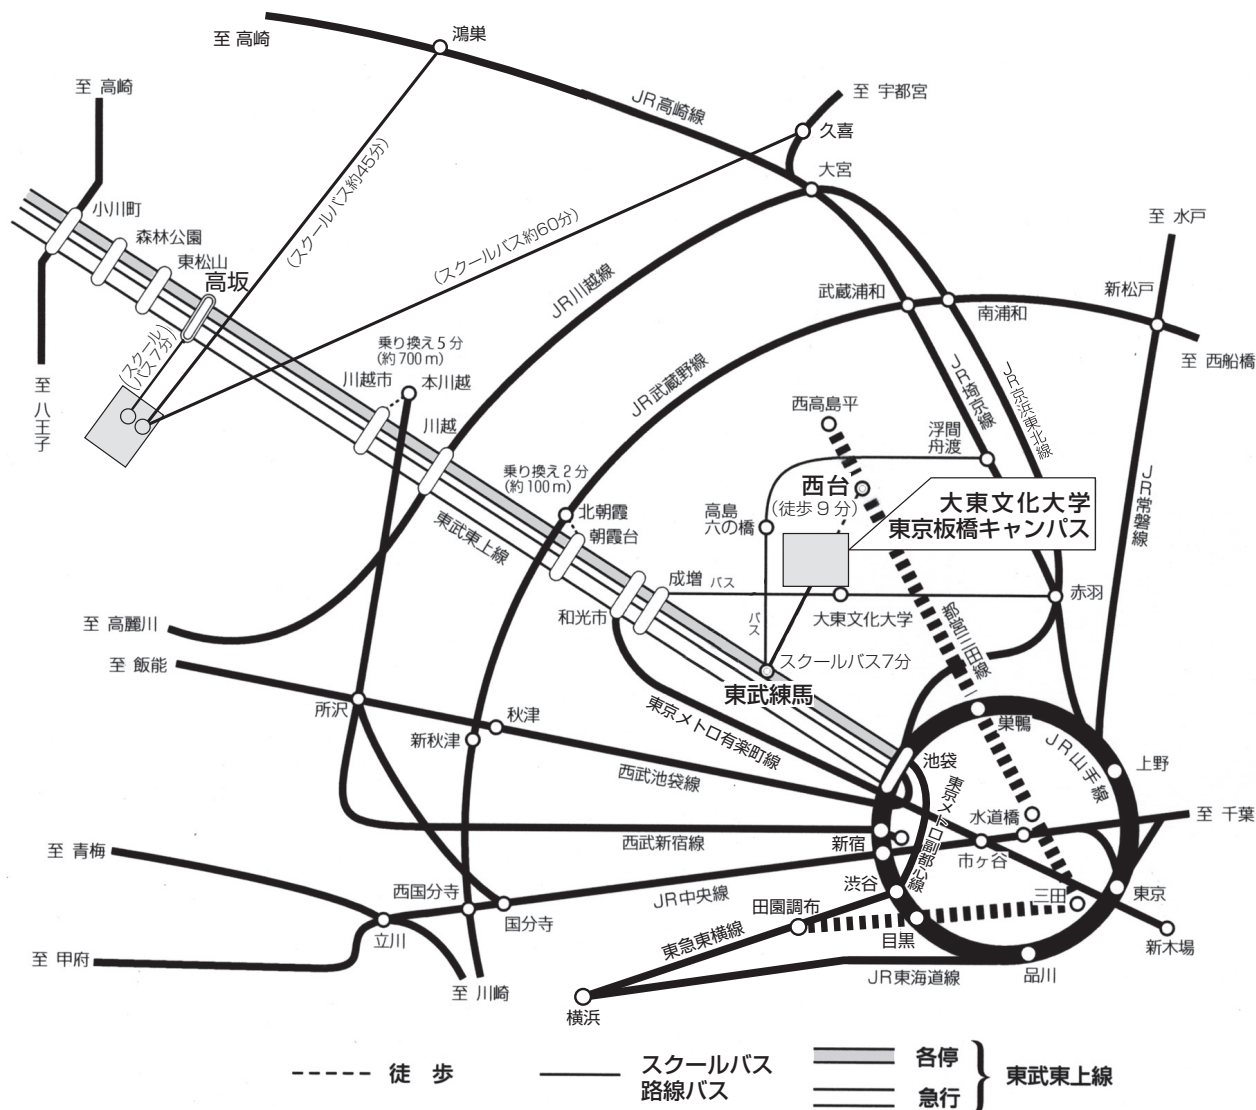 至 高崎
鴻巣
至 高崎
JR高崎線
至 宇都宮
久喜
大宮
小川町
森林公園
東松山
高坂
(スクールバス約45分)
(スクールバス約60分)
(スクール
バス7分)
至 八王子
JR川越線
武蔵浦和
南浦和
至 水戸
新松戸
至 西船橋
乗り換え5分
(約700m)
川越市
本川越
川越
JR武蔵野線
JR埼京線
JR京浜東北線
JR常磐線
西高島平
浮間
舟渡
乗り換え2分
(約100m)
北朝霞
朝霞台
東武東上線
西台
(徒歩9分)
高島
六の橋
大東文化大学
東京板橋キャンパス
成増
バス
和光市
バス
大東文化大学
赤羽
都営三田線
スクールバス7分
東武練馬
至 高麗川
至 飯能
所沢
秋津
新秋津
東京メトロ有楽町線
西武池袋線
巣鴨
池袋
JR山手線
上野
東京メトロ副都心線
水道橋
至 千葉
西武新宿線
新宿
市ヶ谷
至 青梅
西国分寺
国分寺
JR中央線
渋谷
田園調布
三田
東京
立川
目黒
新木場
至 甲府
東急東横線
JR東海道線
品川
至 川崎
横浜
徒 歩
スクールバス
路線バス
各停
急行
東武東上線